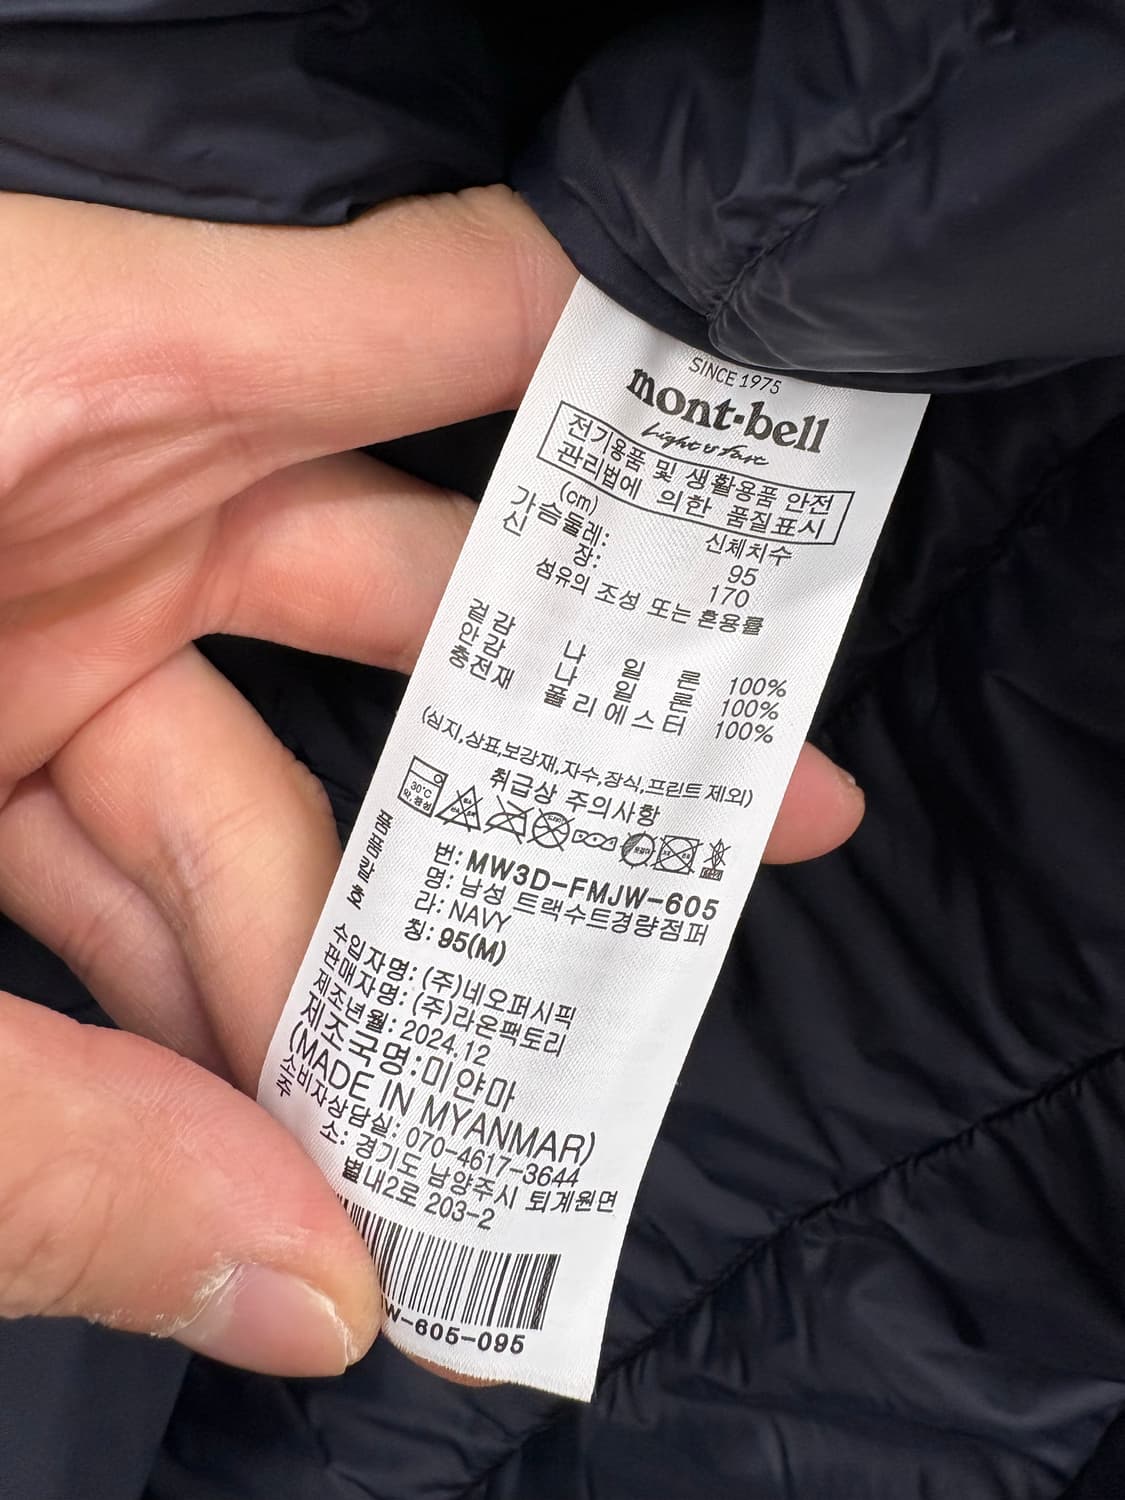 SINCE 1975
mont-bell
Light & Fast
전기용품 및 생활용품 안전
관리법에 의한 품질표시
(cm) 신체치수
가슴둘레: 95
신 장: 170
섬유의 조성 또는 혼용률
겉감 나 일 론 100%
안감 나 일 론 100%
충전재 폴리에스터 100%
(심지,상표,보강재,자수,장식,프린트 제외)
취급상 주의사항
30℃
품 번: MW3D-FMJW-605
품 명: 남성 트랙수트경량점퍼
칼 라: NAVY
호 칭: 95(M)
수입자명: (주)네오퍼시픽
판매자명: (주)라온팩토리
제조년월: 2024.12
제조국명:미얀마
(MADE IN MYANMAR)
소비자상담실: 070-4617-3644
주 소: 경기도 남양주시 퇴계원면
별내2로 203-2
W-605-095